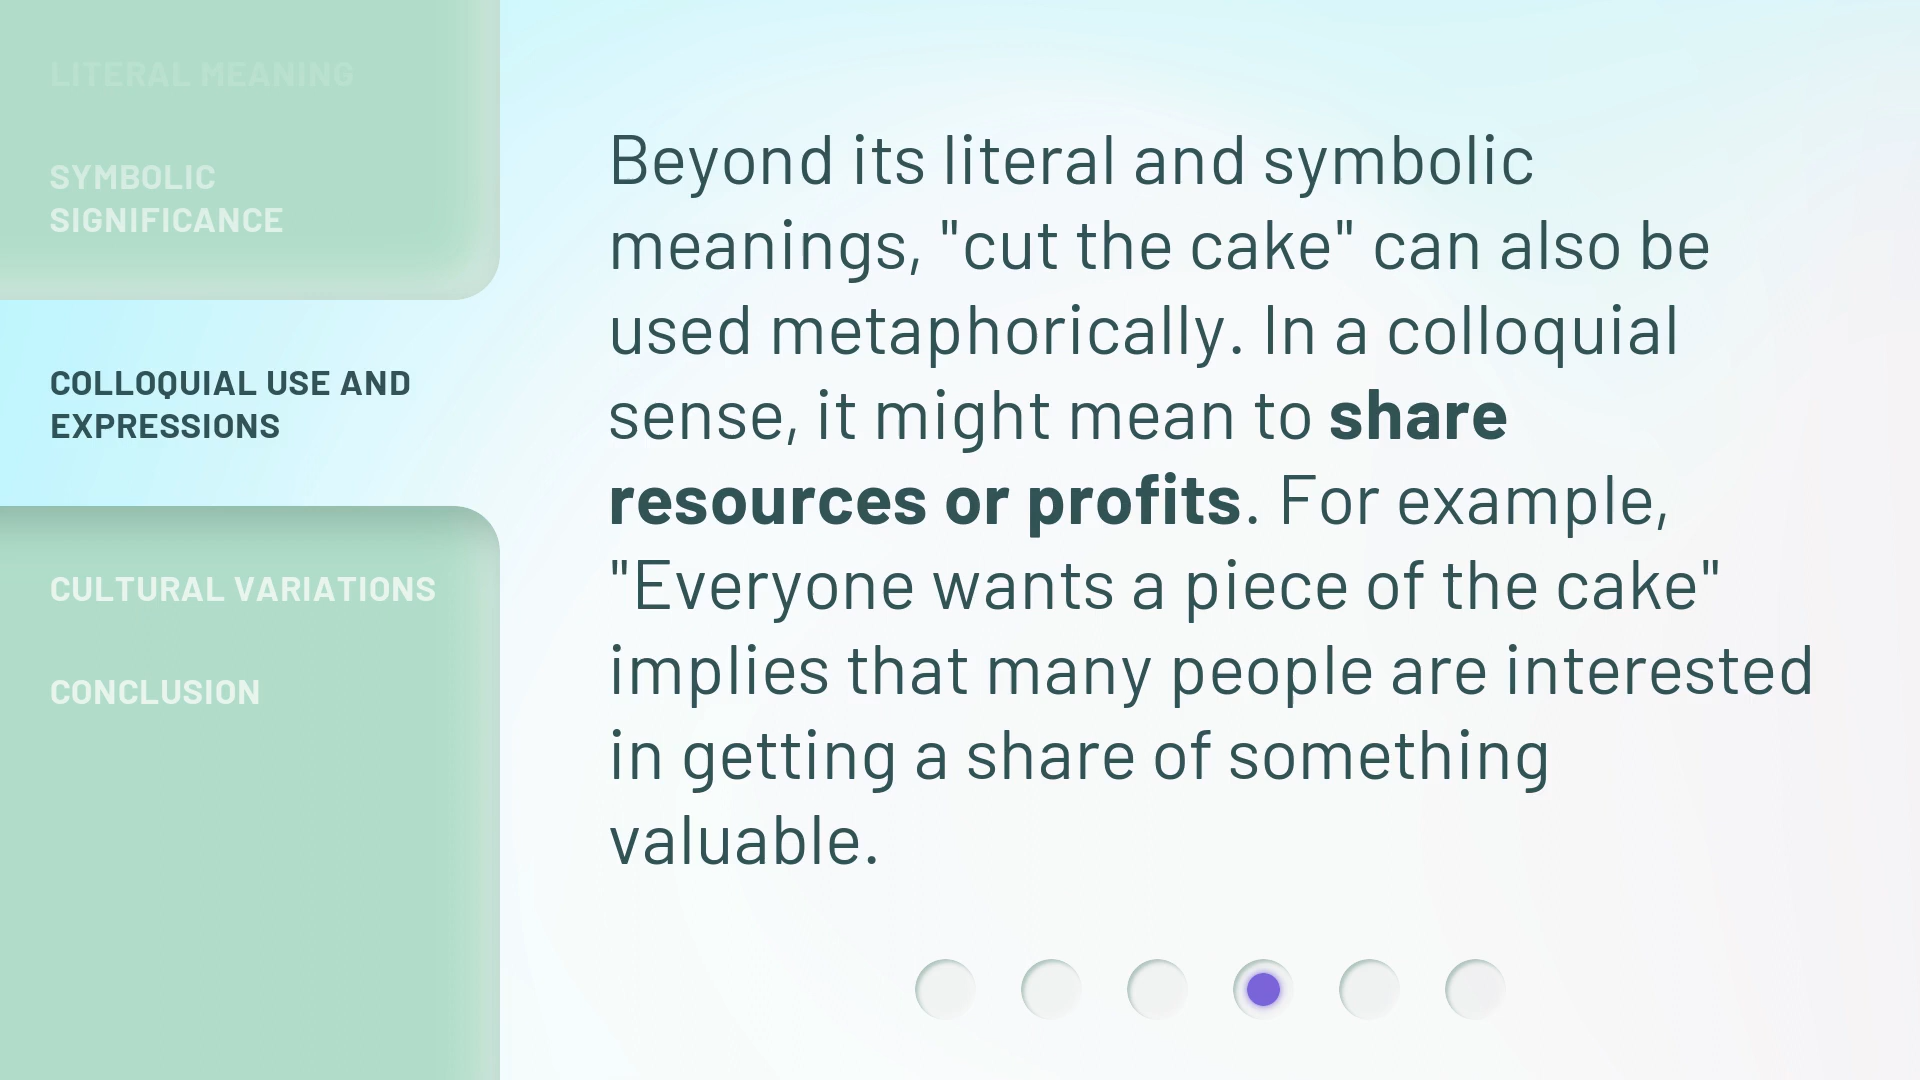 LITERAL MEANING
SYMBOLIC
SIGNIFICANCE
COLLOQUIAL USE AND
EXPRESSIONS
CULTURAL VARIATIONS
CONCLUSION
Beyond its literal and symbolic
meanings, "cut the cake" can also be
used metaphorically. In a colloquial
sense, it might mean to share
resources or profits. For example,
"Everyone wants a piece of the cake"
implies that many people are interested
in getting a share of something
valuable.